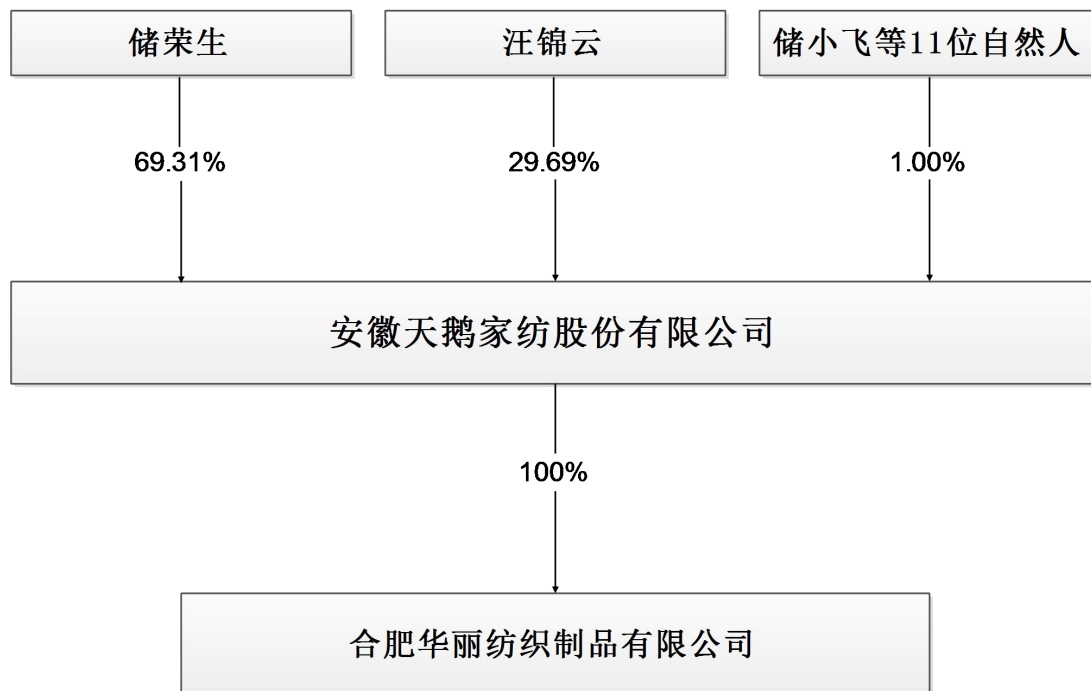 储荣生
汪锦云
储小飞等11位自然人
69.31%
29.69%
1.00%
安徽天鹅家纺股份有限公司
100%
合肥华丽纺织制品有限公司